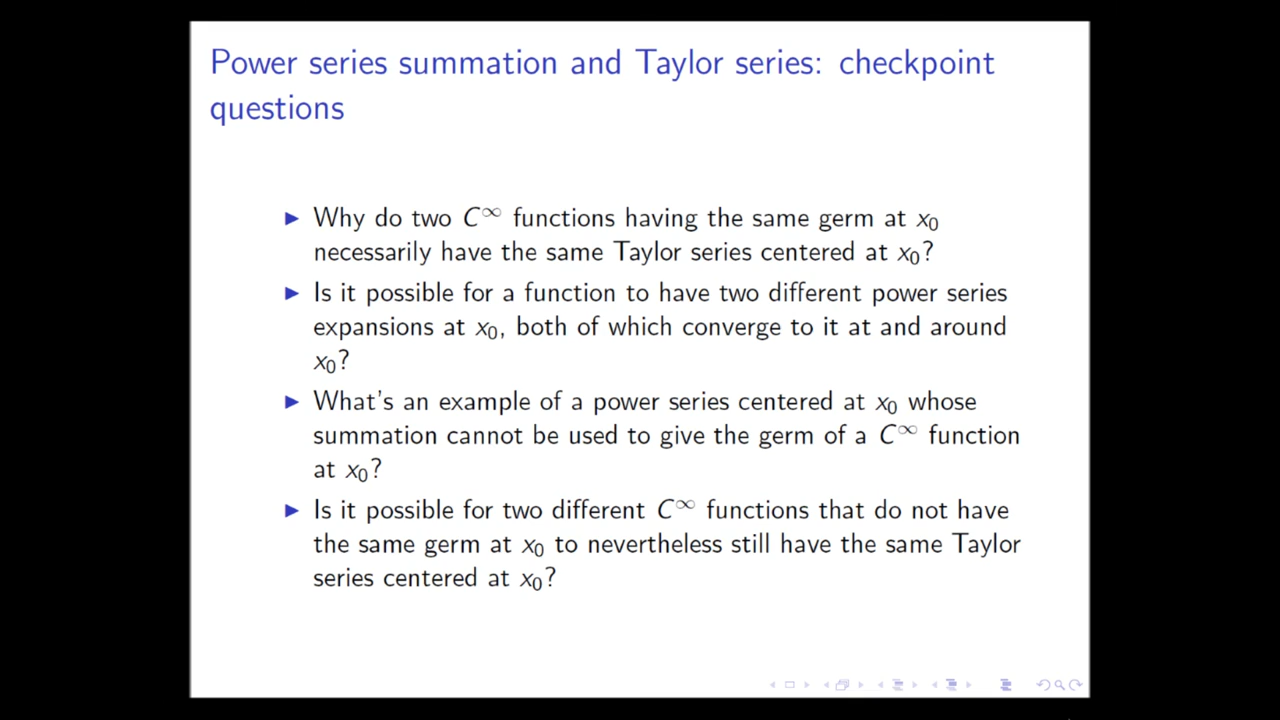 Power series summation and Taylor series: checkpoint
questions
▶ Why do two C^∞ functions having the same germ at x₀
necessarily have the same Taylor series centered at x₀?
▶ Is it possible for a function to have two different power series
expansions at x₀, both of which converge to it at and around
x₀?
▶ What's an example of a power series centered at x₀ whose
summation cannot be used to give the germ of a C^∞ function
at x₀?
▶ Is it possible for two different C^∞ functions that do not have
the same germ at x₀ to nevertheless still have the same Taylor
series centered at x₀?